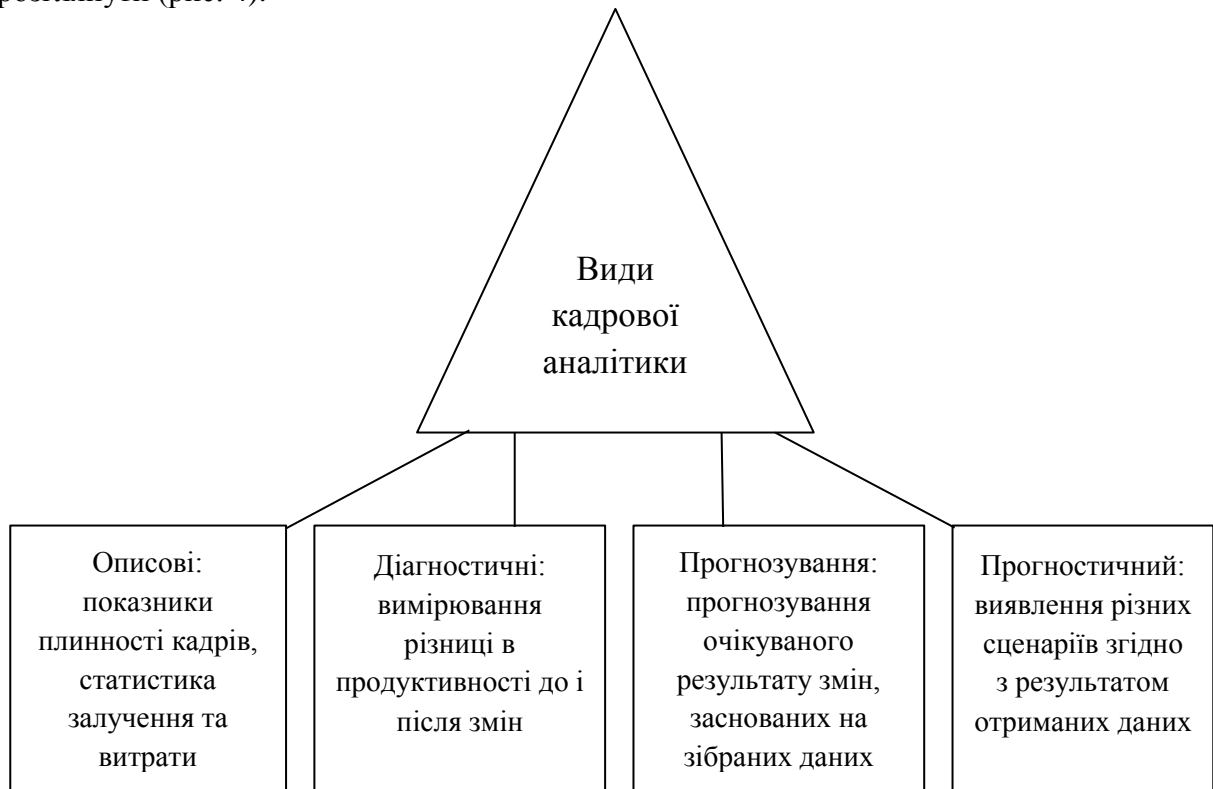 (рис. 4).
Види
кадрової
аналітики
Описові:
показники
плинності кадрів,
статистика
залучення та
витрати
Діагностичні:
вимірювання
різниці в
продуктивності до і
після змін
Прогнозування:
прогнозування
очікуваного
результату змін,
заснованих на
зібраних даних
Прогностичний:
виявлення різних
сценаріїв згідно
з результатом
отриманих даних